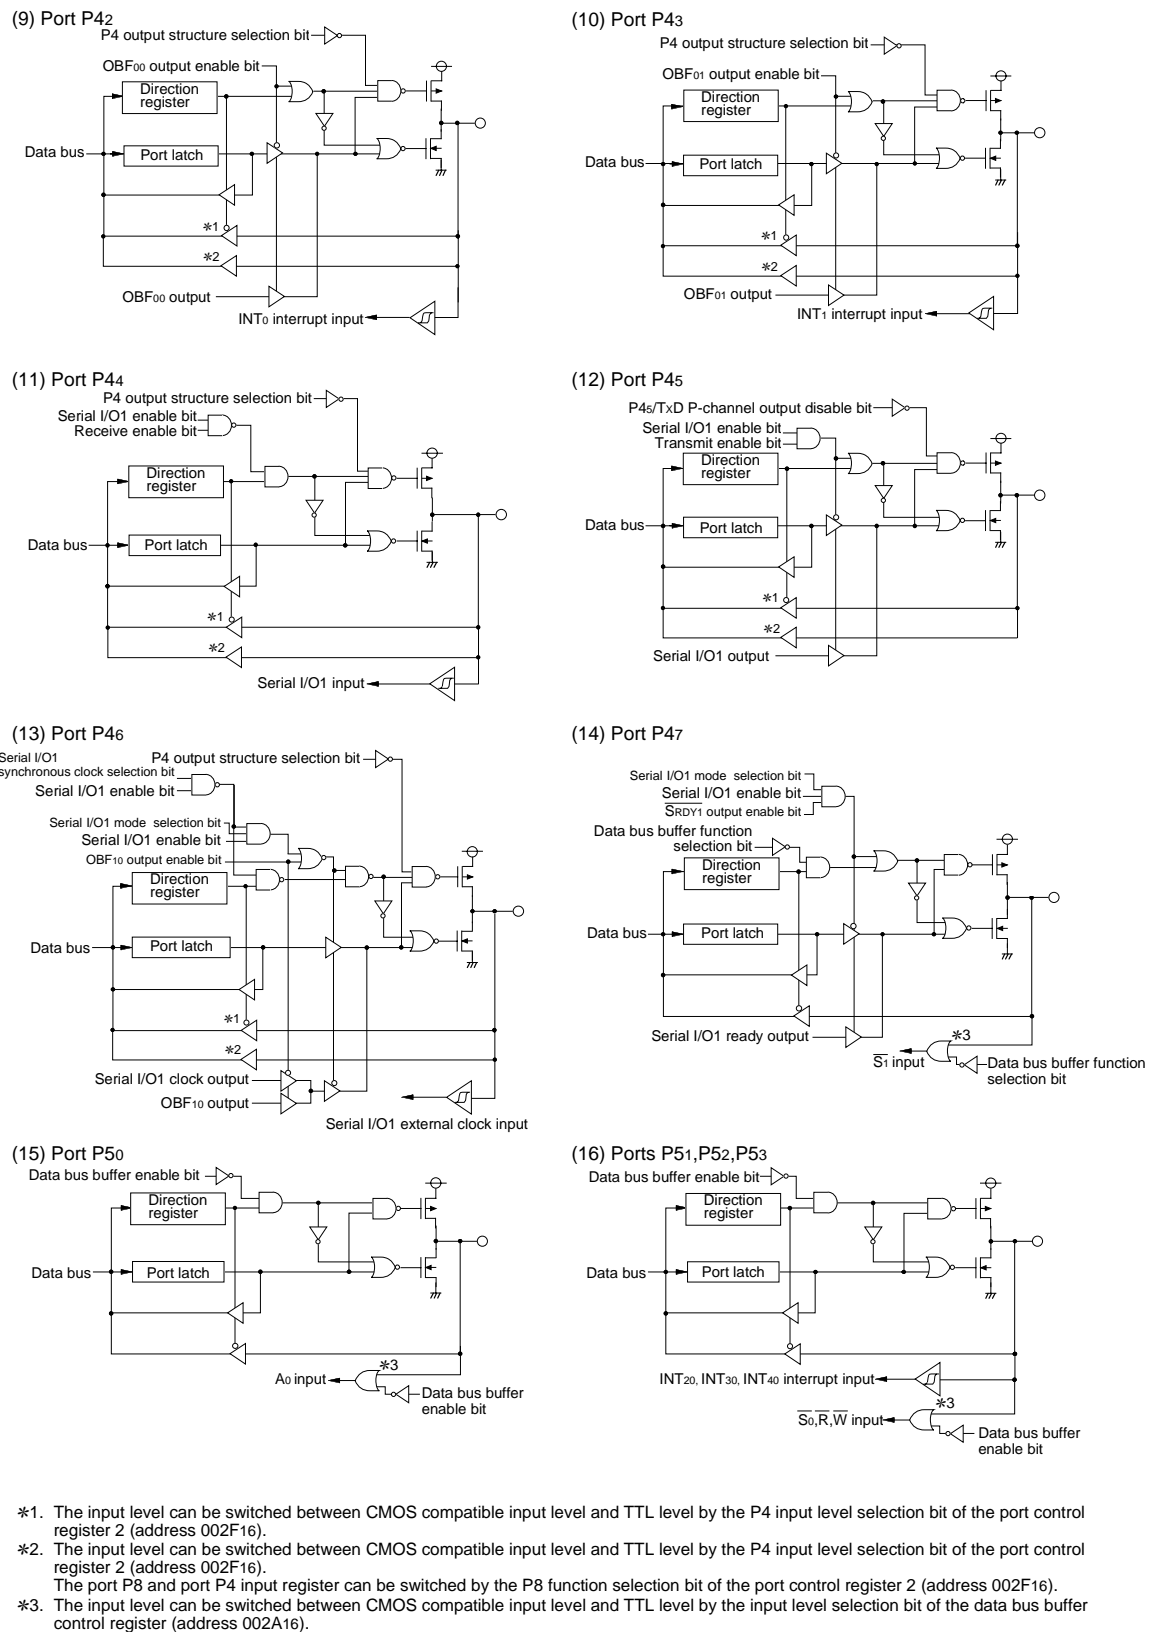 (9) Port P42
P4 output structure selection bit
OBF00 output enable bit
Direction
register
Data bus
Port latch
*1
*2
OBF00 output
INT0 interrupt input
(10) Port P43
P4 output structure selection bit
OBF01 output enable bit
Direction
register
Data bus
Port latch
*1
*2
OBF01 output
INT1 interrupt input
(11) Port P44
P4 output structure selection bit
Serial I/O1 enable bit
Receive enable bit
Direction
register
Data bus
Port latch
*1
*2
Serial I/O1 input
(12) Port P45
P45/TXD P-channel output disable bit
Serial I/O1 enable bit
Transmit enable bit
Direction
register
Data bus
Port latch
*1
*2
Serial I/O1 output
(13) Port P46
Serial I/O1
synchronous clock selection bit
P4 output structure selection bit
Serial I/O1 enable bit
Serial I/O1 mode selection bit
Serial I/O1 enable bit
OBF10 output enable bit
Direction
register
Data bus
Port latch
*1
*2
Serial I/O1 clock output
OBF10 output
Serial I/O1 external clock input
(14) Port P47
Serial I/O1 mode selection bit
Serial I/O1 enable bit
SRDY1 output enable bit
Data bus buffer function
selection bit
Direction
register
Data bus
Port latch
Serial I/O1 ready output
*3
S1 input
Data bus buffer function
selection bit
(15) Port P50
Data bus buffer enable bit
Direction
register
Data bus
Port latch
*3
A0 input
Data bus buffer
enable bit
(16) Ports P51,P52,P53
Data bus buffer enable bit
Direction
register
Data bus
Port latch
INT20, INT30, INT40 interrupt input
*3
S0,R,W input
Data bus buffer
enable bit
*1. The input level can be switched between CMOS compatible input level and TTL level by the P4 input level selection bit of the port control
register 2 (address 002F16).
*2. The input level can be switched between CMOS compatible input level and TTL level by the P4 input level selection bit of the port control
register 2 (address 002F16).
The port P8 and port P4 input register can be switched by the P8 function selection bit of the port control register 2 (address 002F16).
*3. The input level can be switched between CMOS compatible input level and TTL level by the input level selection bit of the data bus buffer
control register (address 002A16).